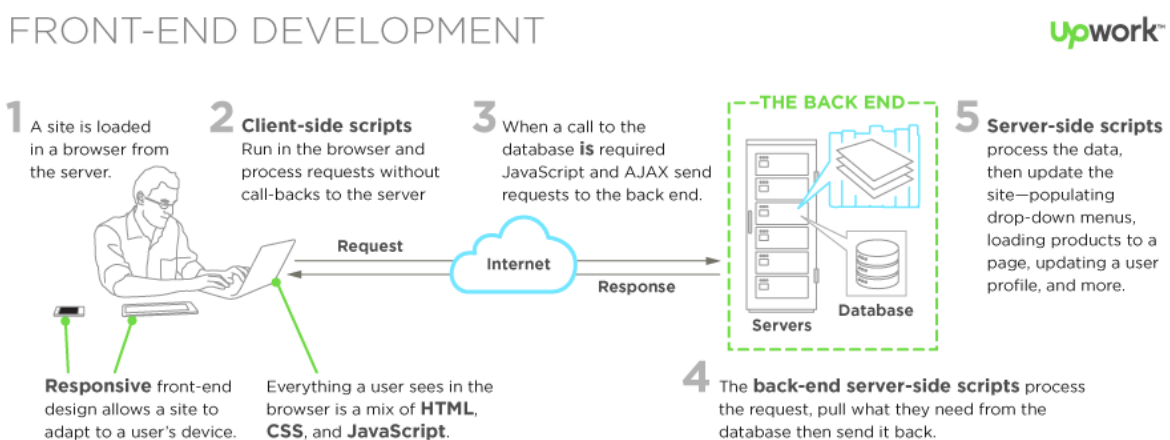 FRONT-END DEVELOPMENT
Upwork™
1
A site is loaded
in a browser from
the server.
2
Client-side scripts
Run in the browser and
process requests without
call-backs to the server
3
When a call to the
database is required
JavaScript and AJAX send
requests to the back end.
THE BACK END
5
Server-side scripts
process the data,
then update the
site—populating
drop-down menus,
loading products to a
page, updating a user
profile, and more.
Request
Internet
Response
Servers
Database
Responsive front-end
design allows a site to
adapt to a user's device.
Everything a user sees in the
browser is a mix of HTML,
CSS, and JavaScript.
4
The back-end server-side scripts process
the request, pull what they need from the
database then send it back.